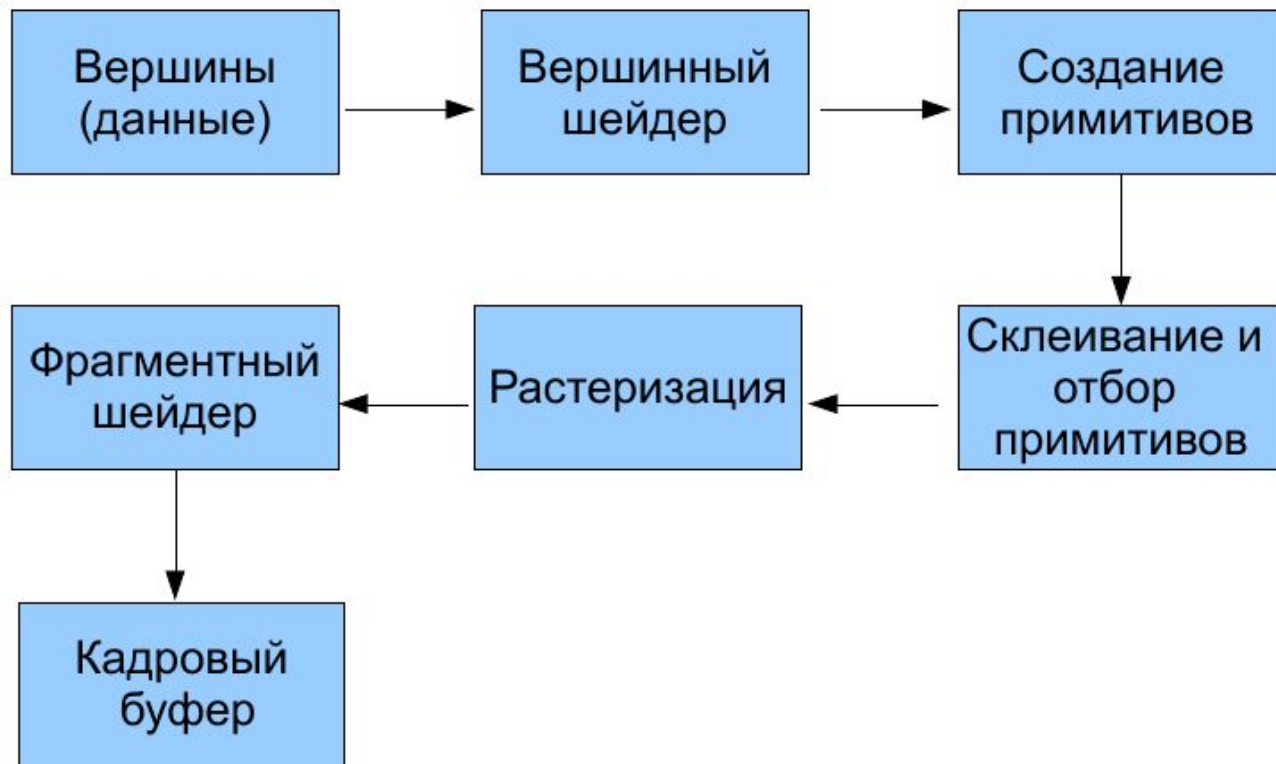 Вершины
(данные)
Вершинный
шейдер
Создание
примитивов
Склеивание и
отбор
примитивов
Растеризация
Фрагментный
шейдер
Кадровый
буфер